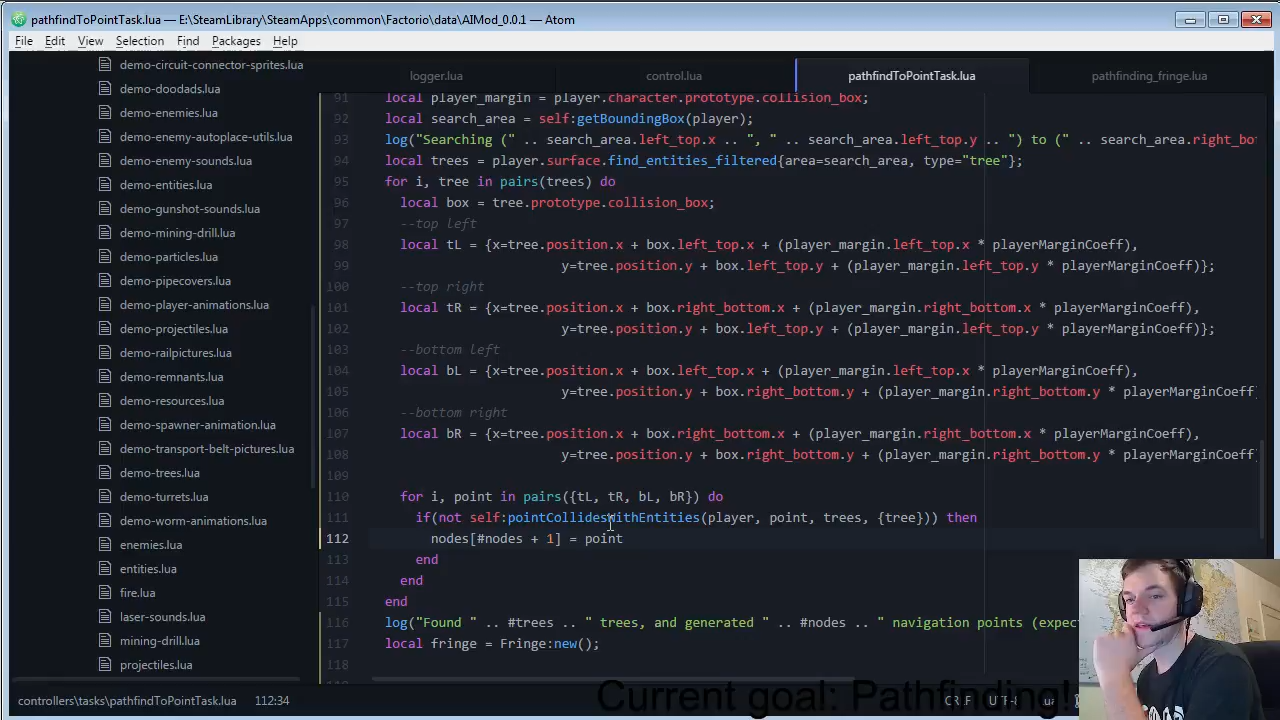 pathfindToPointTask.lua — E:\SteamLibrary\SteamApps\common\Factorio\data\AIMod_0.0.1 — Atom
File Edit View Selection Find Packages Help
logger.lua control.lua pathfindToPointTask.lua pathfinding_fringe.lua
demo-circuit-connector-sprites.lua
demo-doodads.lua
demo-enemies.lua
demo-enemy-autoplace-utils.lua
demo-enemy-sounds.lua
demo-entities.lua
demo-gunshot-sounds.lua
demo-mining-drill.lua
demo-particles.lua
demo-pipecovers.lua
demo-player-animations.lua
demo-projectiles.lua
demo-railpictures.lua
demo-remnants.lua
demo-resources.lua
demo-spawner-animation.lua
demo-transport-belt-pictures.lua
demo-trees.lua
demo-turrets.lua
demo-worm-animations.lua
enemies.lua
entities.lua
fire.lua
laser-sounds.lua
mining-drill.lua
projectiles.lua
91 local player_margin = player.character.prototype.collision_box;
92 local search_area = self:getBoundingBox(player);
93 log("Searching (" .. search_area.left_top.x .. ", " .. search_area.left_top.y .. ") to (" .. search_area.right_bot
94 local trees = player.surface.find_entities_filtered{area=search_area, type="tree"};
95 for i, tree in pairs(trees) do
96 local box = tree.prototype.collision_box;
97 --top left
98 local tL = {x=tree.position.x + box.left_top.x + (player_margin.left_top.x * playerMarginCoeff),
99 y=tree.position.y + box.left_top.y + (player_margin.left_top.y * playerMarginCoeff)};
100 --top right
101 local tR = {x=tree.position.x + box.right_bottom.x + (player_margin.right_bottom.x * playerMarginCoeff),
102 y=tree.position.y + box.left_top.y + (player_margin.left_top.y * playerMarginCoeff)};
103 --bottom left
104 local bL = {x=tree.position.x + box.left_top.x + (player_margin.left_top.x * playerMarginCoeff),
105 y=tree.position.y + box.right_bottom.y + (player_margin.right_bottom.y * playerMarginCoeff
106 --bottom right
107 local bR = {x=tree.position.x + box.right_bottom.x + (player_margin.right_bottom.x * playerMarginCoeff),
108 y=tree.position.y + box.right_bottom.y + (player_margin.right_bottom.y * playerMarginCoeff
109
110 for i, point in pairs({tL, tR, bL, bR}) do
111 if(not self:pointCollidesWithEntities(player, point, trees, {tree})) then
112 nodes[#nodes + 1] = point
113 end
114 end
115 end
116 log("Found " .. #trees .. " trees, and generated " .. #nodes .. " navigation points (expec
117 local fringe = Fringe:new();
118
controllers\tasks\pathfindToPointTask.lua 112:34 CRLF UTF-8
Current goal: Pathfinding!